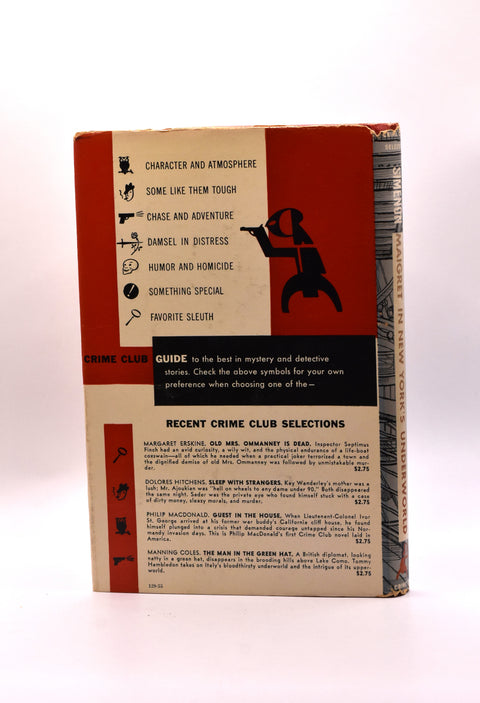 CHARACTER AND ATMOSPHERE
SOME LIKE THEM TOUGH
CHASE AND ADVENTURE
DAMSEL IN DISTRESS
HUMOR AND HOMICIDE
SOMETHING SPECIAL
FAVORITE SLEUTH
CRIME CLUB GUIDE to the best in mystery and detective
stories. Check the above symbols for your own
preference when choosing one of the—
RECENT CRIME CLUB SELECTIONS
MARGARET ERSKINE. OLD MRS. OMMANNEY IS DEAD. Inspector Septimus
Finch had an avid curiosity, a wily wit, and the physical endurance of a life-boat
coxswain—all of which he needed when a practical joker terrorized a town and
the dignified demise of old Mrs. Ommanney was followed by unmistakable mur-
der. $2.75
DOLORES HITCHENS. SLEEP WITH STRANGERS. Kay Wanderley's mother was a
lush; Mr. Ajoukian was "hell on wheels to any dame under 90." Both disappeared
the same night. Sader was the private eye who found himself stuck with a case
of dirty money, sleazy morals, and murder. $2.75
PHILIP MACDONALD. GUEST IN THE HOUSE. When Lieutenant-Colonel Ivor
St. George arrived at his former war buddy's California cliff house, he found
himself plunged into a crisis that demanded courage untapped since his Nor-
mandy invasion days. This is Philip MacDonald's first Crime Club novel laid in
America. $2.75
MANNING COLES. THE MAN IN THE GREEN HAT. A British diplomat, looking
natty in a green hat, disappears in the brooding hills above Lake Como. Tommy
Hambledon takes on Italy's bloodthirsty underworld and the intrigue of its upper-
world. $2.75
129-55
SIMENON MAIGRET IN NEW YORK'S UNDERWORLD